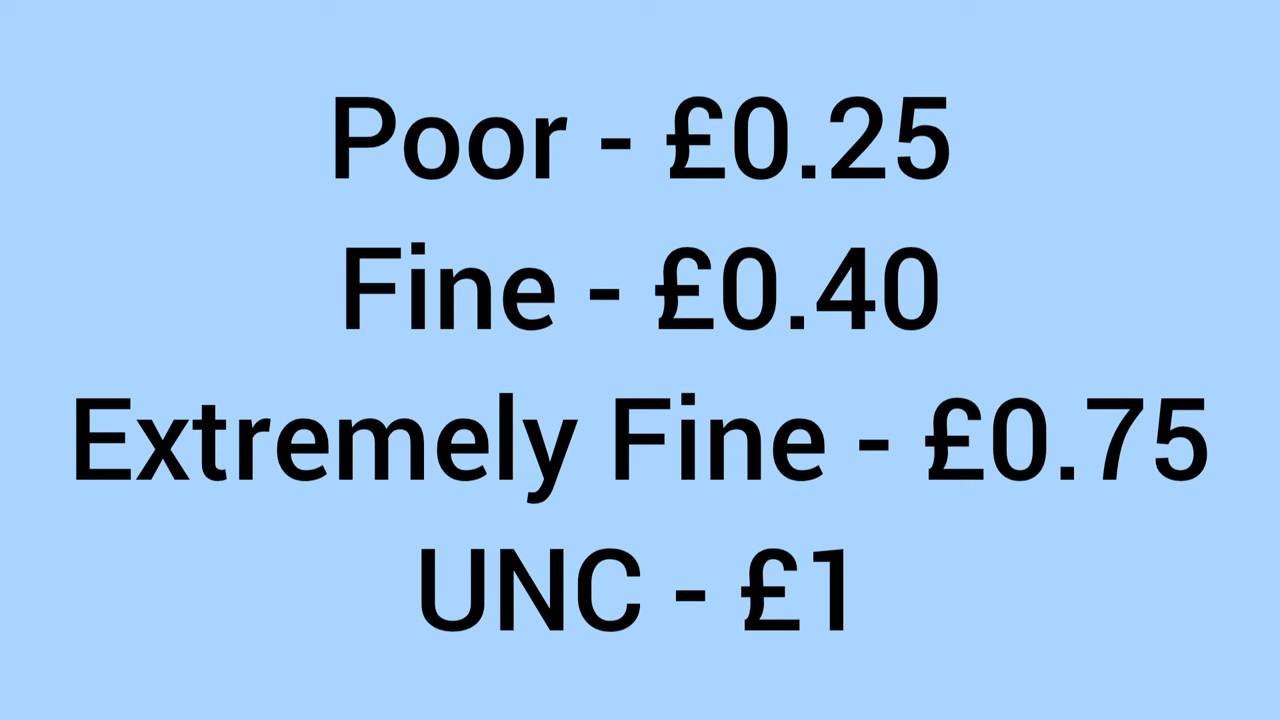 Poor - £0.25
Fine - £0.40
Extremely Fine - £0.75
UNC - £1